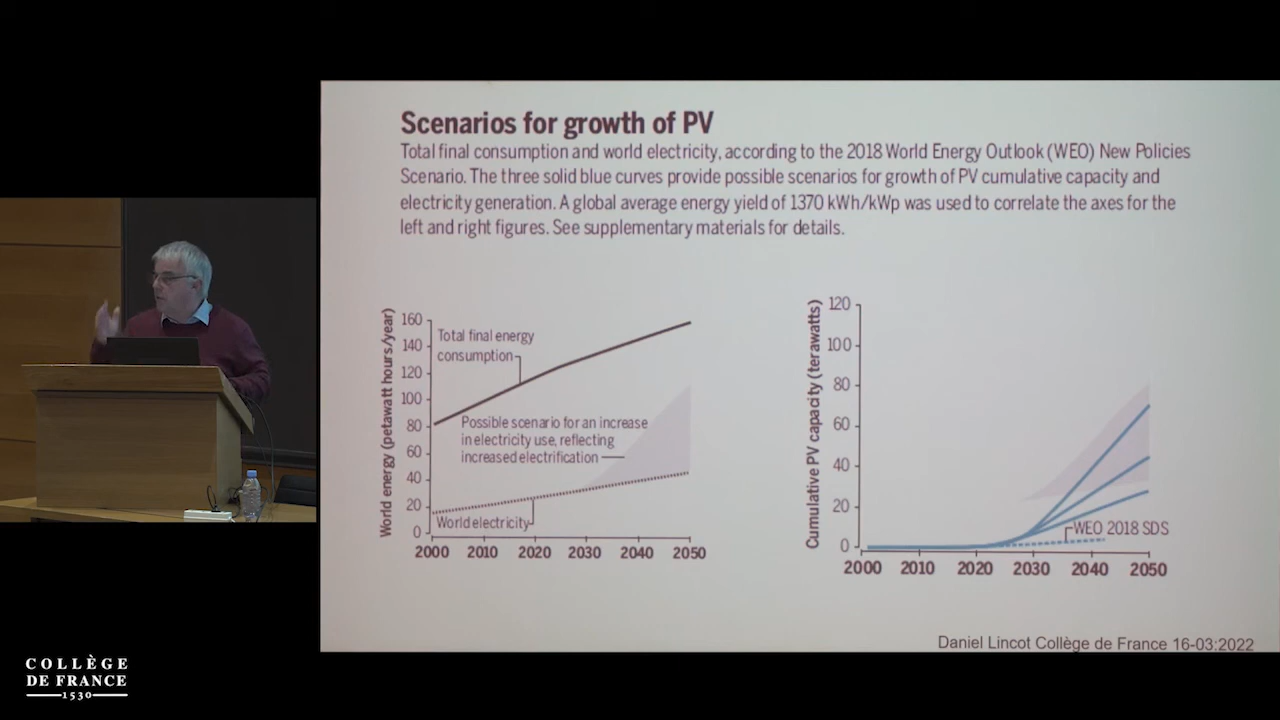 Scenarios for growth of PV
Total final consumption and world electricity, according to the 2018 World Energy Outlook (WEO) New Policies
Scenario. The three solid blue curves provide possible scenarios for growth of PV cumulative capacity and
electricity generation. A global average energy yield of 1370 kWh/kWp was used to correlate the axes for the
left and right figures. See supplementary materials for details.
World energy (petawatt hours/year)
160
140
120
100
80
60
40
20
0
Total final energy
consumption
Possible scenario for an increase
in electricity use, reflecting
increased electrification
World electricity
2000 2010 2020 2030 2040 2050
Cumulative PV capacity (terawatts)
120
100
80
60
40
20
0
WEO 2018 SDS
2000 2010 2020 2030 2040 2050
Daniel Lincot Collège de France 16-03:2022
COLLÈGE
DE FRANCE
1530